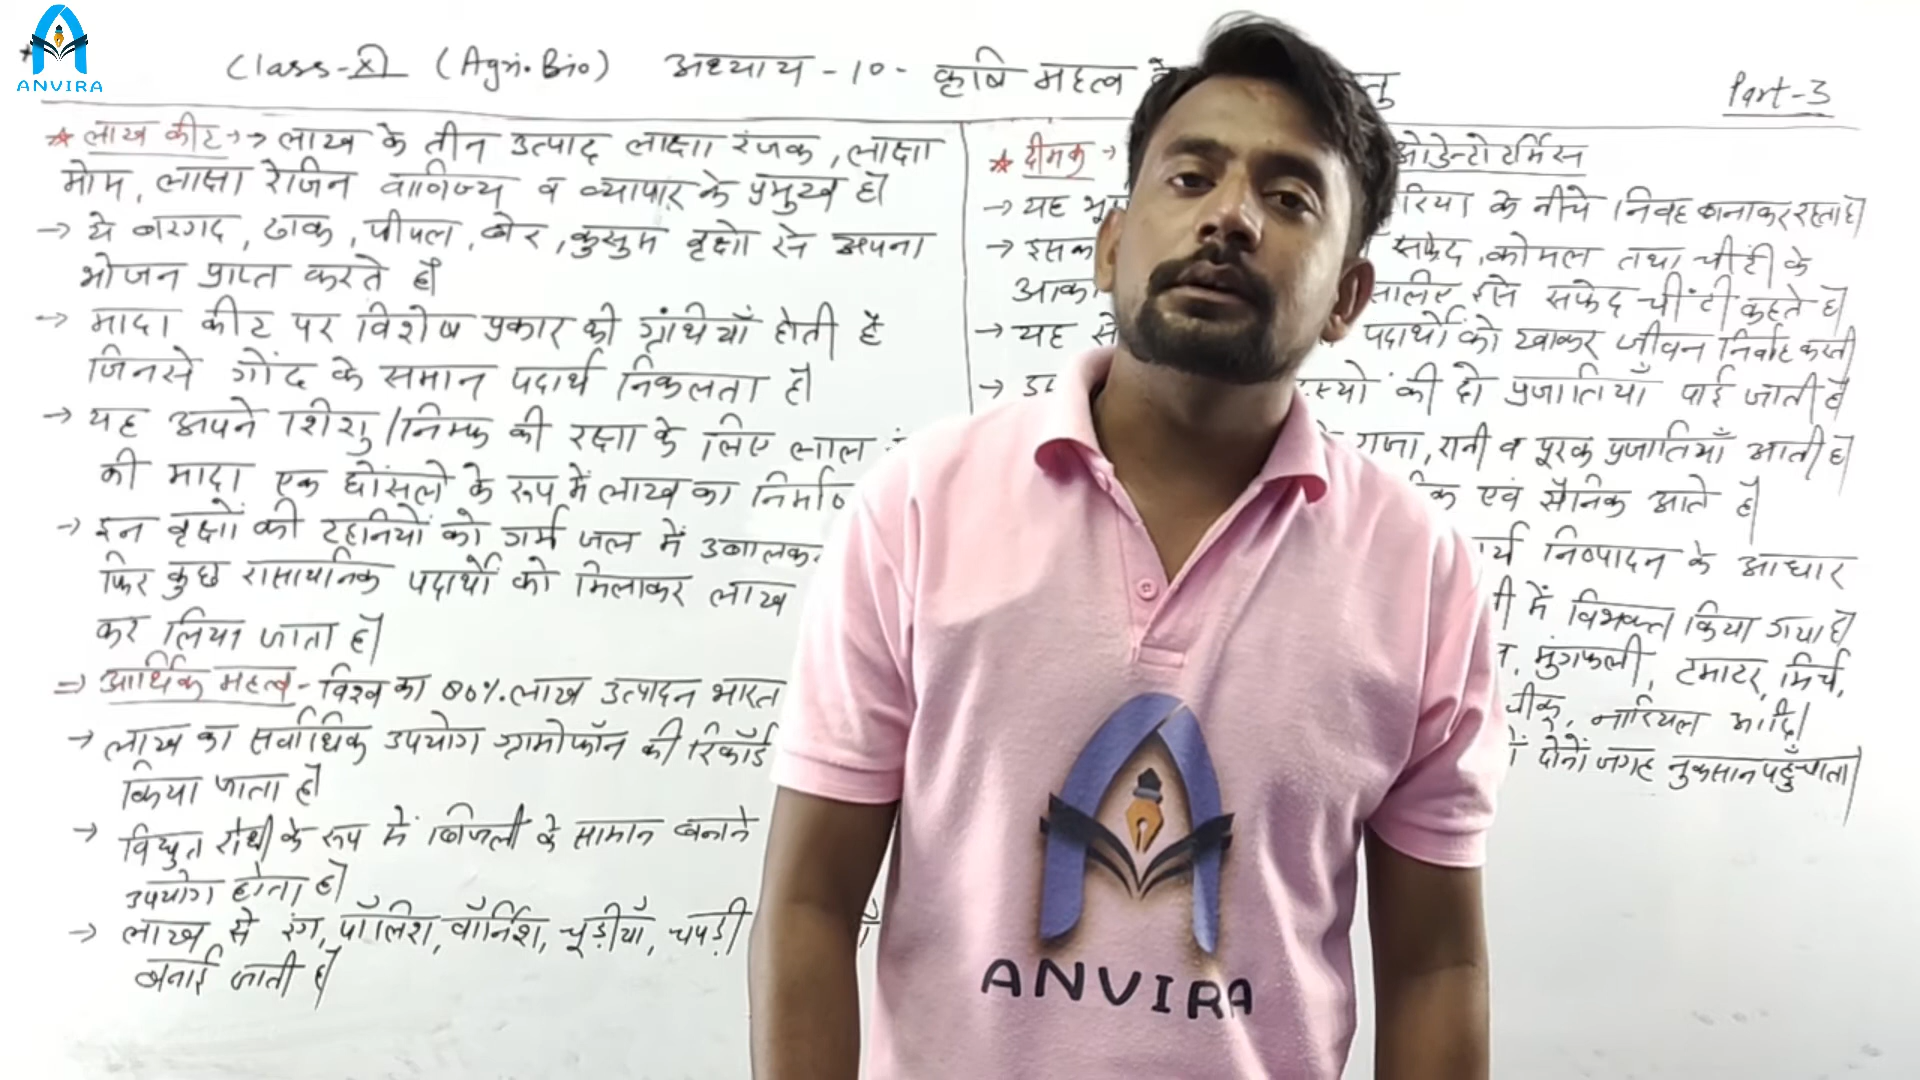 ANVIRA
Class-XI (Agri.Bio) अध्याय-10- कृषि महत्व
Part-3
★ लाख कीट → लाख के तीन उत्पाद लाक्षा रंजक, लाक्षा
मोम, लाक्षा रेजिन वाणिज्य व व्यापार के प्रमुख है।
→ ये बरगद, ढाक, पीपल, बेर, कुसुम वृक्षों से अपना
भोजन प्राप्त करते हैं।
→ मादा कीट पर विशेष प्रकार की ग्रंथियाँ होती है
जिनसे गोंद के समान पदार्थ निकलता है।
→ यह अपने शिशु/निम्फ की रक्षा के लिए लाल
की मादा एक घोंसले के रूप में लाख का निर्माण
→ इन वृक्षों की टहनियों को गर्म जल में उबालकर
फिर कुछ रासायनिक पदार्थों को मिलाकर लाख
कर लिया जाता है।
⇒ आर्थिक महत्व - विश्व का 80%. लाख उत्पादन भारत
→ लाख का सर्वाधिक उपयोग ग्रामोफॉन की रिकॉर्ड
किया जाता है।
→ विद्युत रोधी के रूप में बिजली के सामान बनाने
उपयोग होता है।
→ लाख से रंग, पॉलिश, वॉर्निश, चूड़ीयाँ, चपड़ी
बनाई जाती है।
★ दीमक - ओडेन्टोटर्मिस
→ यह के नीचे निवह बनाकर रहता है।
→ इसक सफेद, कोमल तथा चींटी के
आका इसे सफेद चींटी कहते है।
→ यह पदार्थों को खाकर जीवन निर्वाह करती
→ की दो प्रजातियाँ पाई जाती है
राजा, रानी व पूरक प्रजातियाँ आती है।
एवं सैनिक आते है।
निष्पादन के आधार
में विभक्त किया गया है।
मुंगफली, टमाटर, मिर्च,
चीकू, नारियल आदि।
दोनों जगह नुकसान पहुँचाता
ANVIRA